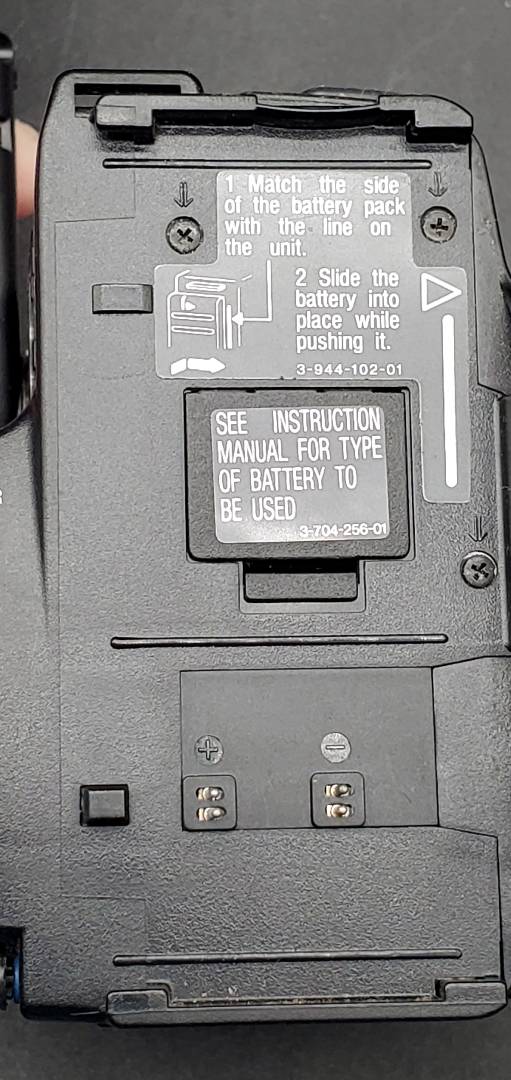 1 Match the side
of the battery pack
with the line on
the unit.
2 Slide the
battery into
place while
pushing it.
3-944-102-01
SEE INSTRUCTION
MANUAL FOR TYPE
OF BATTERY TO
BE USED
3-704-256-01
+ −